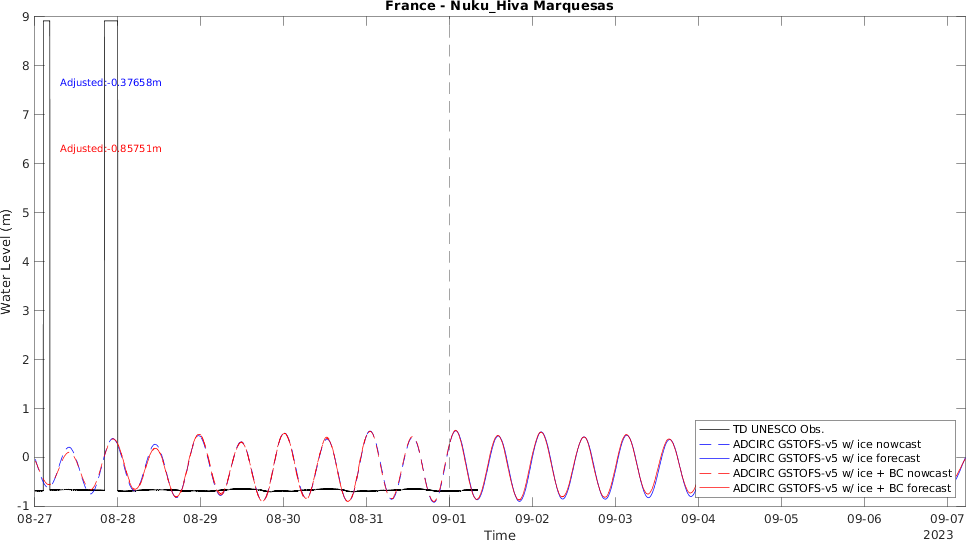 France - Nuku_Hiva Marquesas
9
8
7
6
5
4
3
2
1
0
-1
Water Level (m)
Adjusted:-0.37658m
Adjusted:-0.85751m
TD UNESCO Obs.
ADCIRC GSTOFS-v5 w/ ice nowcast
ADCIRC GSTOFS-v5 w/ ice forecast
ADCIRC GSTOFS-v5 w/ ice + BC nowcast
ADCIRC GSTOFS-v5 w/ ice + BC forecast
08-27 08-28 08-29 08-30 08-31 09-01 09-02 09-03 09-04 09-05 09-06 09-07
Time
2023